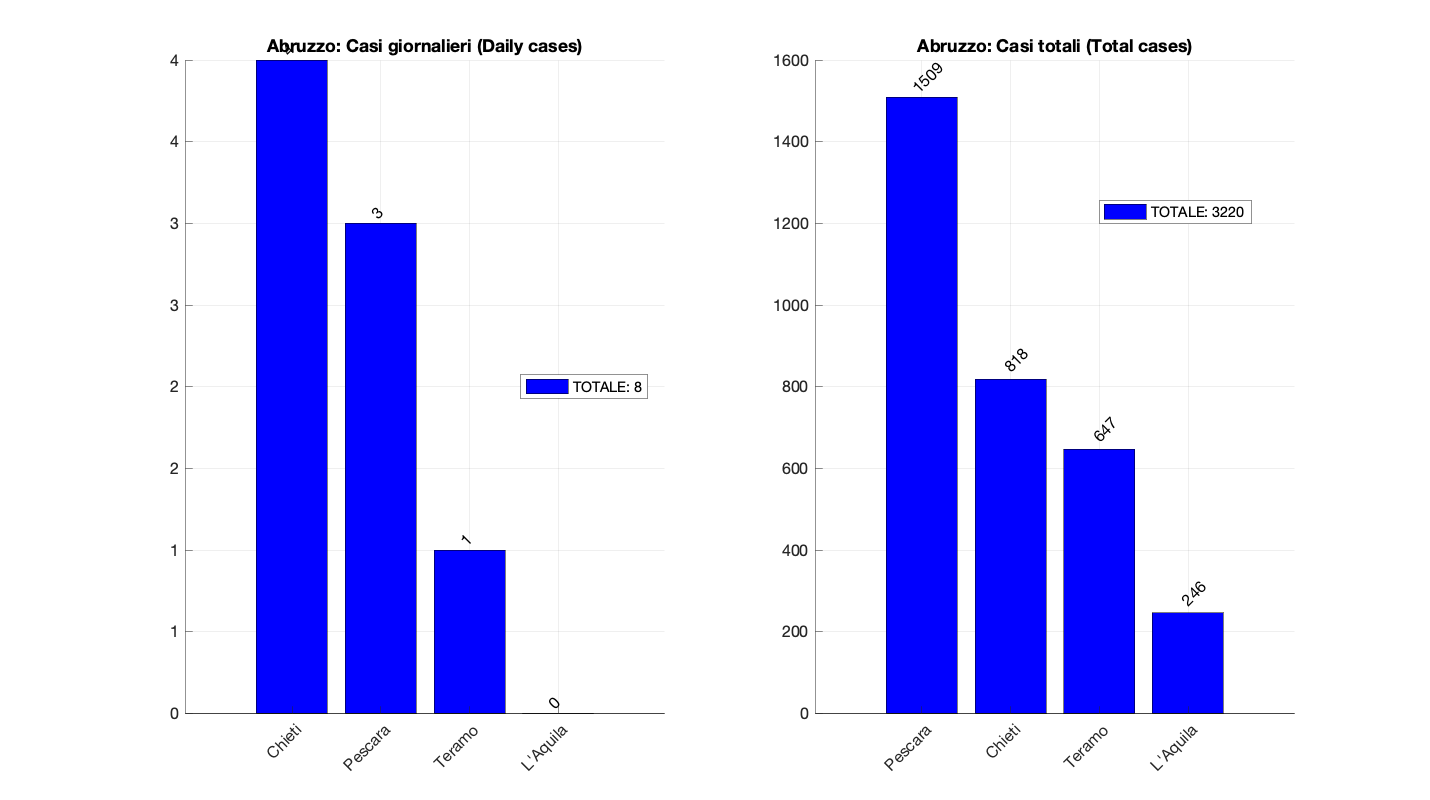 Abruzzo: Casi giornalieri (Daily cases)
4
4
4
3
3
2
2
1
1
0
3
1
0
TOTALE: 8
Chieti
Pescara
Teramo
L'Aquila
Abruzzo: Casi totali (Total cases)
1600
1400
1200
1000
800
600
400
200
0
1509
818
647
246
TOTALE: 3220
Pescara
Chieti
Teramo
L'Aquila